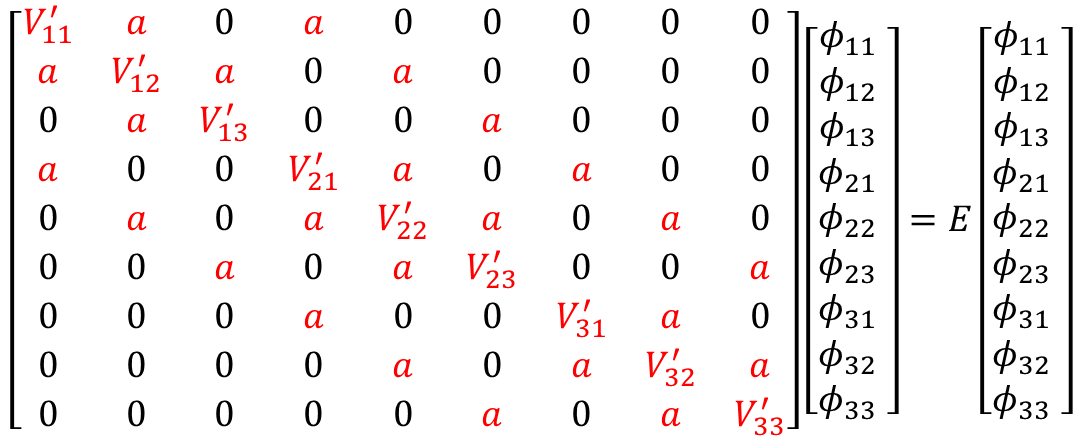 V′₁₁ a 0 a 0 0 0 0 0 ϕ₁₁ ϕ₁₁
a V′₁₂ a 0 a 0 0 0 0 ϕ₁₂ ϕ₁₂
0 a V′₁₃ 0 0 a 0 0 0 ϕ₁₃ ϕ₁₃
a 0 0 V′₂₁ a 0 a 0 0 ϕ₂₁ ϕ₂₁
0 a 0 a V′₂₂ a 0 a 0 ϕ₂₂ = E ϕ₂₂
0 0 a 0 a V′₂₃ 0 0 a ϕ₂₃ ϕ₂₃
0 0 0 a 0 0 V′₃₁ a 0 ϕ₃₁ ϕ₃₁
0 0 0 0 a 0 a V′₃₂ a ϕ₃₂ ϕ₃₂
0 0 0 0 0 a 0 a V′₃₃ ϕ₃₃ ϕ₃₃